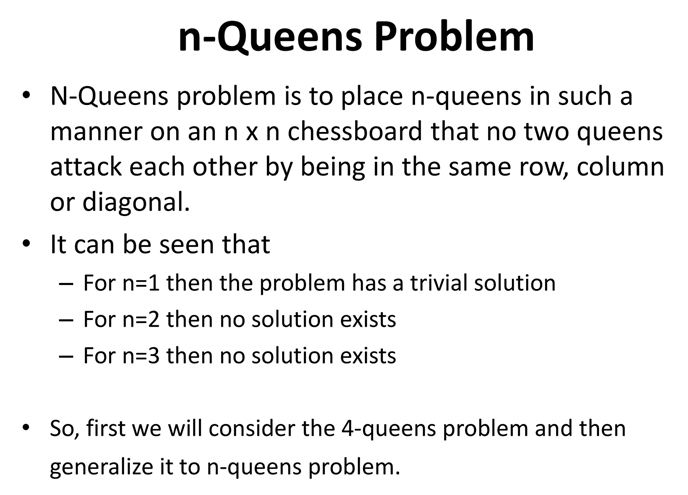 n-Queens Problem
• N-Queens problem is to place n-queens in such a
manner on an n x n chessboard that no two queens
attack each other by being in the same row, column
or diagonal.
• It can be seen that
– For n=1 then the problem has a trivial solution
– For n=2 then no solution exists
– For n=3 then no solution exists
• So, first we will consider the 4-queens problem and then
generalize it to n-queens problem.